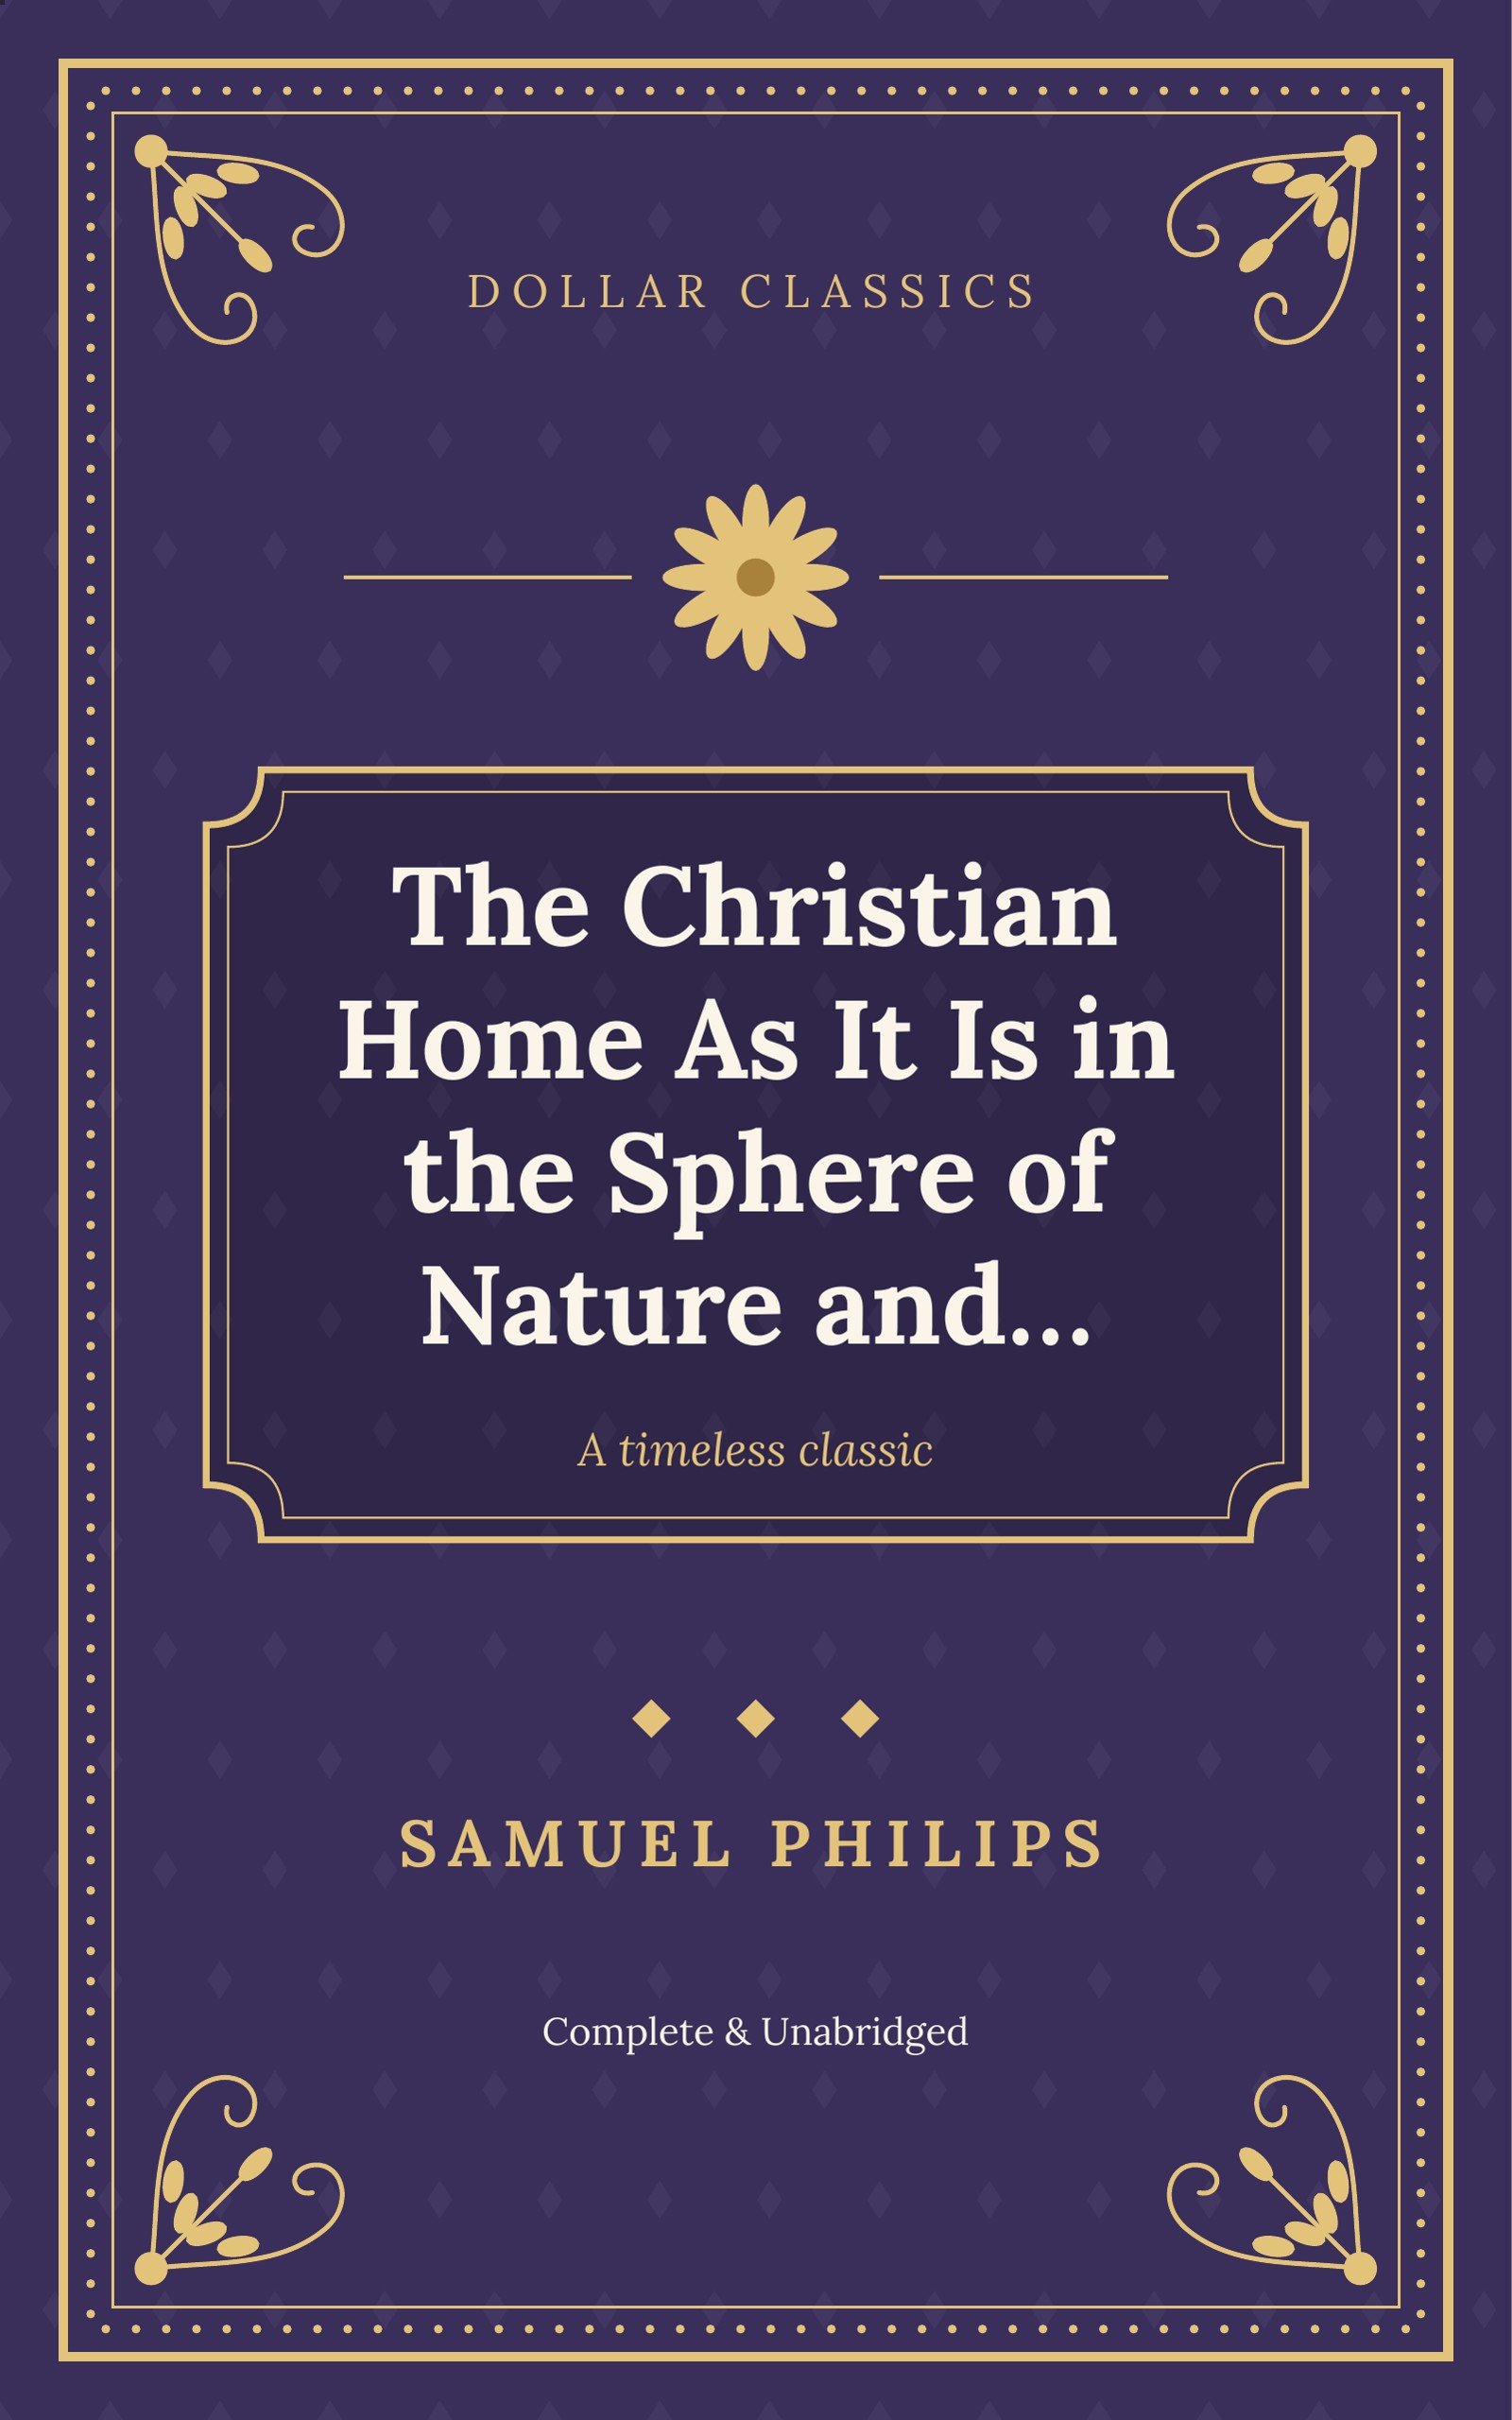 DOLLAR CLASSICS
The Christian
Home As It Is in
the Sphere of
Nature and...
A timeless classic
SAMUEL PHILIPS
Complete & Unabridged